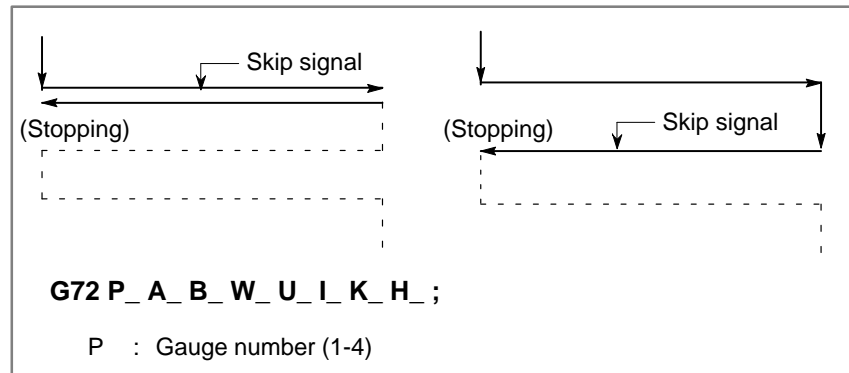 Skip signal
(Stopping)
Skip signal
(Stopping)
G72 P_ A_ B_ W_ U_ I_ K_ H_ ;
P : Gauge number (1-4)